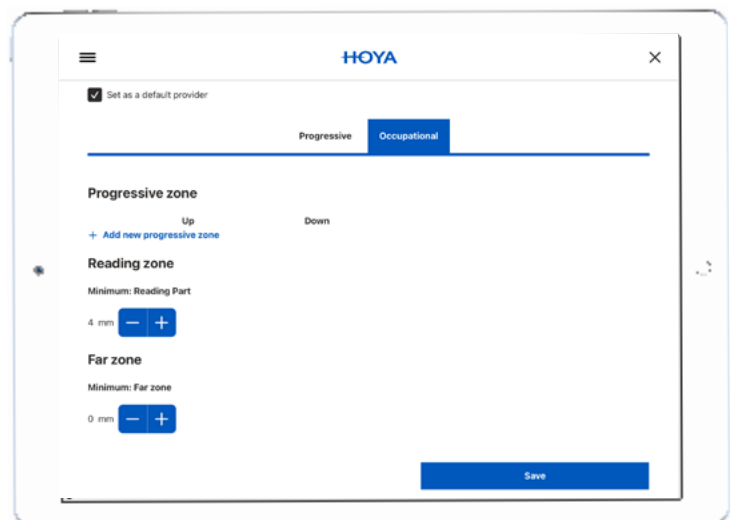 HOYA
Set as a default provider
Progressive Occupational
Progressive zone
Up Down
+ Add new progressive zone
Reading zone
Minimum: Reading Part
4 mm − +
Far zone
Minimum: Far zone
0 mm − +
Save